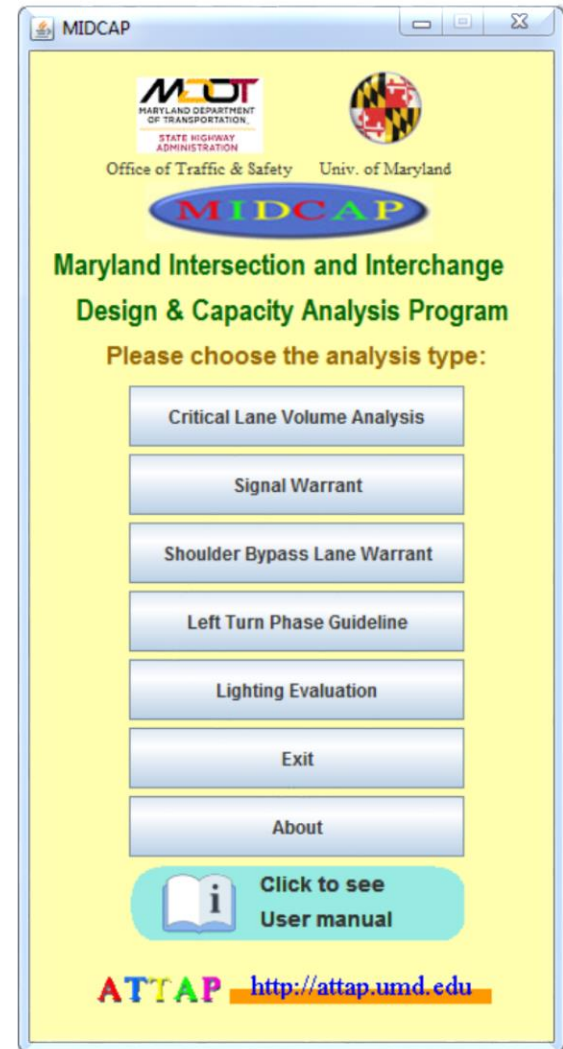 MIDCAP
MDOT
MARYLAND DEPARTMENT
OF TRANSPORTATION.
STATE HIGHWAY
ADMINISTRATION
Office of Traffic & Safety Univ. of Maryland
MIDCAP
Maryland Intersection and Interchange
Design & Capacity Analysis Program
Please choose the analysis type:
Critical Lane Volume Analysis
Signal Warrant
Shoulder Bypass Lane Warrant
Left Turn Phase Guideline
Lighting Evaluation
Exit
About
i
Click to see
User manual
ATTAP http://attap.umd.edu